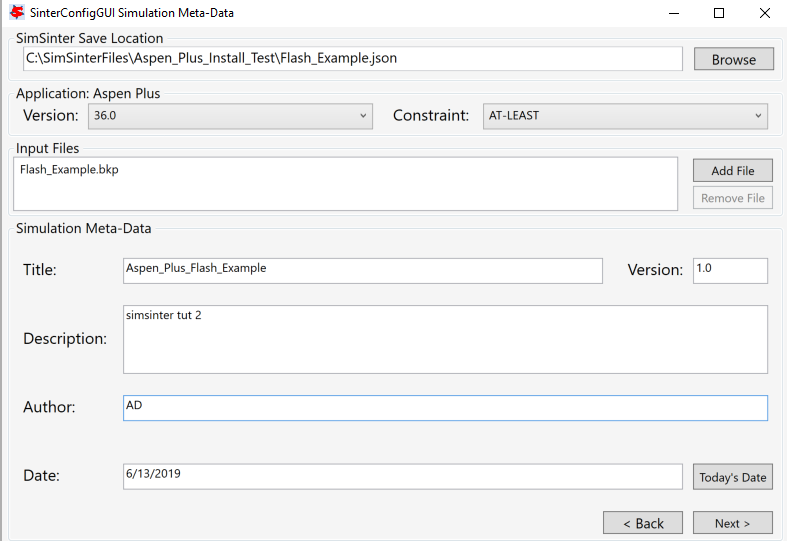 SinterConfigGUI Simulation Meta-Data
SimSinter Save Location
C:\SimSinterFiles\Aspen_Plus_Install_Test\Flash_Example.json
Browse
Application: Aspen Plus
Version: 36.0 Constraint: AT-LEAST
Input Files
Flash_Example.bkp
Add File
Remove File
Simulation Meta-Data
Title: Aspen_Plus_Flash_Example Version: 1.0
Description: simsinter tut 2
Author: AD
Date: 6/13/2019 Today's Date
< Back Next >